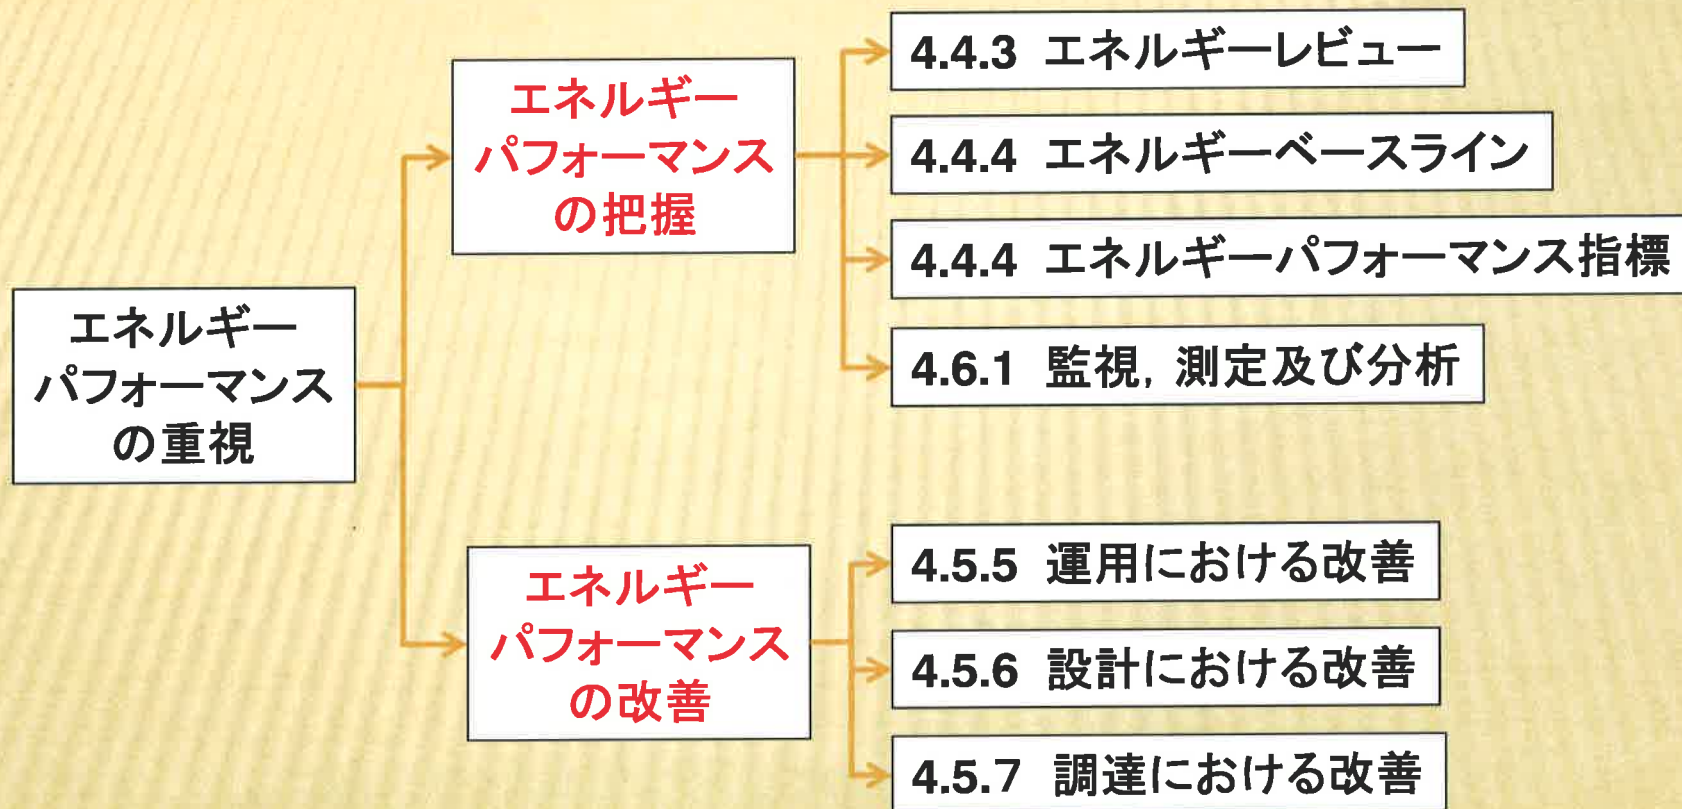 エネルギー
パフォーマンス
の重視
エネルギー
パフォーマンス
の把握
4.4.3 エネルギーレビュー
4.4.4 エネルギーベースライン
4.4.4 エネルギーパフォーマンス指標
4.6.1 監視, 測定及び分析
エネルギー
パフォーマンス
の改善
4.5.5 運用における改善
4.5.6 設計における改善
4.5.7 調達における改善